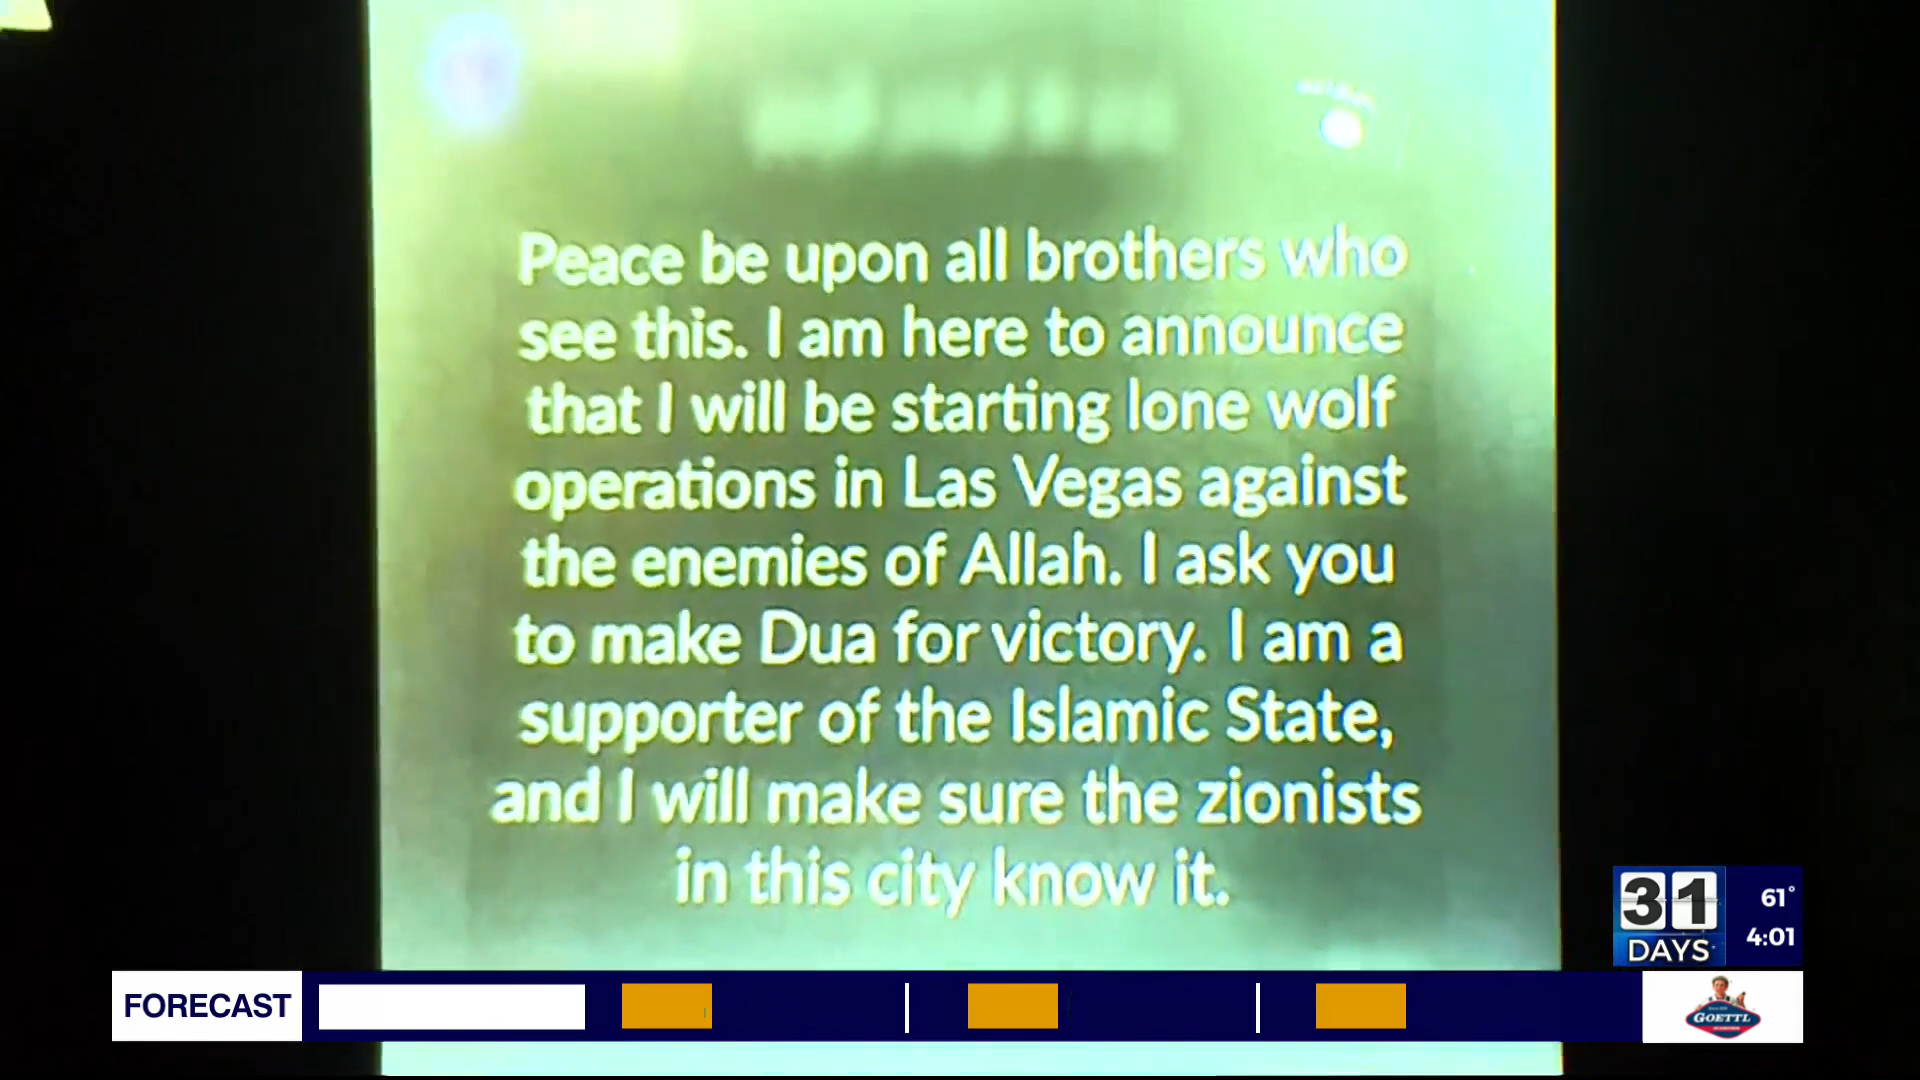 Peace be upon all brothers who
see this. I am here to announce
that I will be starting lone wolf
operations in Las Vegas against
the enemies of Allah. I ask you
to make Dua for victory. I am a
supporter of the Islamic State,
and I will make sure the zionists
in this city know it.
31
DAYS
61°
4:01
FORECAST
GOETTL